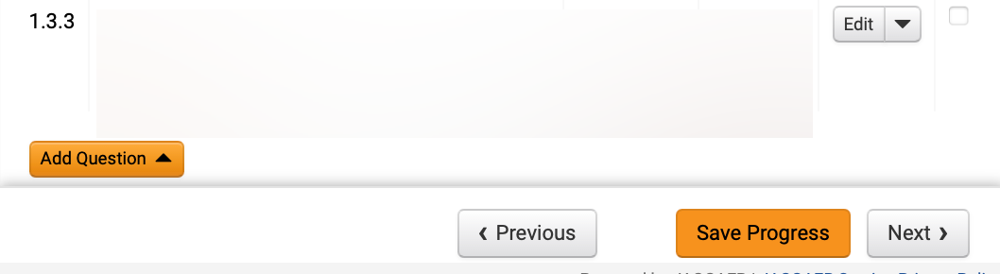 1.3.3
Edit
Add Question
‹ Previous
Save Progress
Next ›